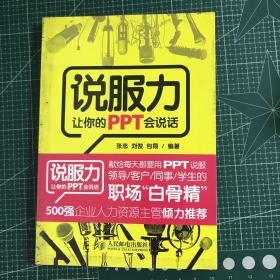 说服力
让你的PPT会说话
张志 刘俊 包翔 / 编著
说服力
让你的PPT会说话
献给每天都要用PPT说服
领导/客户/同事/学生的
职场“白骨精”
500强企业人力资源主管倾力推荐
人民邮电出版社